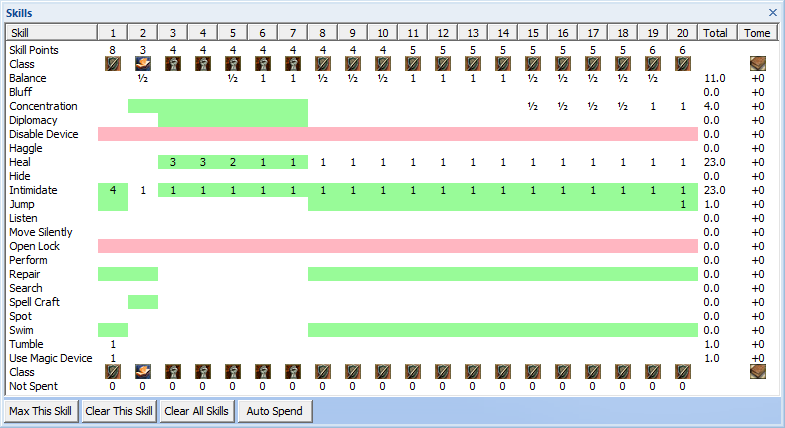 Skills
Skill 1 2 3 4 5 6 7 8 9 10 11 12 13 14 15 16 17 18 19 20 Total Tome
Skill Points 8 3 4 4 4 4 4 4 4 4 5 5 5 5 5 5 5 5 6 6
Class
Balance ½ ½ 1 1 ½ ½ ½ 1 1 1 1 ½ ½ ½ ½ ½ 11.0 +0
Bluff 0.0 +0
Concentration ½ ½ ½ ½ 1 1 4.0 +0
Diplomacy 0.0 +0
Disable Device 0.0 +0
Haggle 0.0 +0
Heal 3 3 2 1 1 1 1 1 1 1 1 1 1 1 1 1 1 1 23.0 +0
Hide 0.0 +0
Intimidate 4 1 1 1 1 1 1 1 1 1 1 1 1 1 1 1 1 1 1 1 23.0 +0
Jump 1 1.0 +0
Listen 0.0 +0
Move Silently 0.0 +0
Open Lock 0.0 +0
Perform 0.0 +0
Repair 0.0 +0
Search 0.0 +0
Spell Craft 0.0 +0
Spot 0.0 +0
Swim 0.0 +0
Tumble 1 1.0 +0
Use Magic Device 1 1.0 +0
Class
Not Spent 0 0 0 0 0 0 0 0 0 0 0 0 0 0 0 0 0 0 0 0
Max This Skill Clear This Skill Clear All Skills Auto Spend